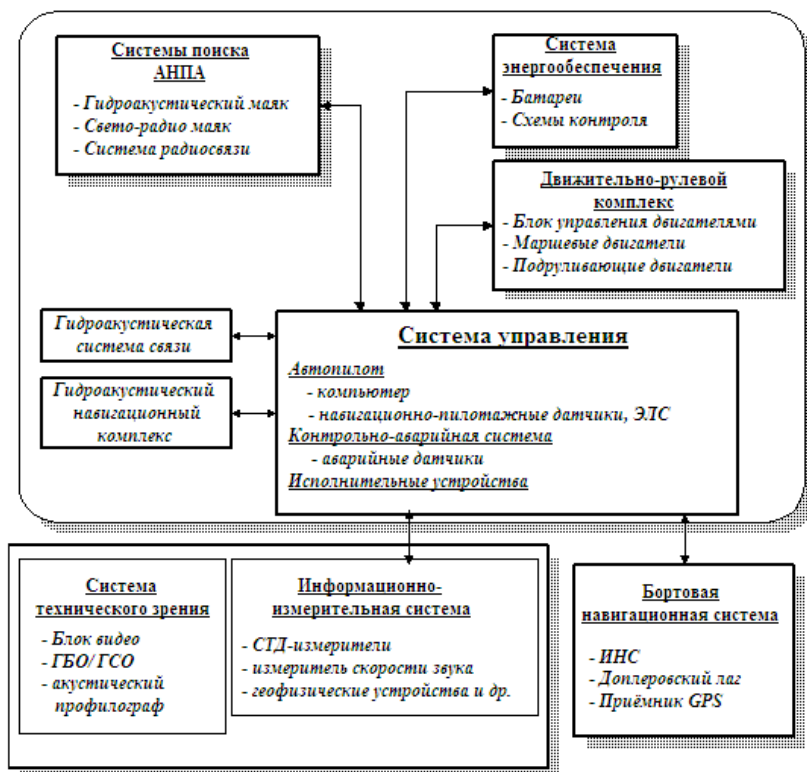 Системы поиска
АНПА
- Гидроакустический маяк
- Свето-радио маяк
- Система радиосвязи
Система
энергообеспечения
- Батареи
- Схемы контроля
Движительно-рулевой
комплекс
- Блок управления двигателями
- Маршевые двигатели
- Подруливающие двигатели
Гидроакустическая
система связи
Гидроакустический
навигационный
комплекс
Система управления
Автопилот
- компьютер
- навигационно-пилотажные датчики, ЭЛС
Контрольно-аварийная система
- аварийные датчики
Исполнительные устройства
Система
технического зрения
- Блок видео
- ГБО/ ГСО
- акустический
профилограф
Информационно-
измерительная система
- СТД-измерители
- измеритель скорости звука
- геофизические устройства и др.
Бортовая
навигационная система
- ИНС
- Доплеровский лаг
- Приёмник GPS